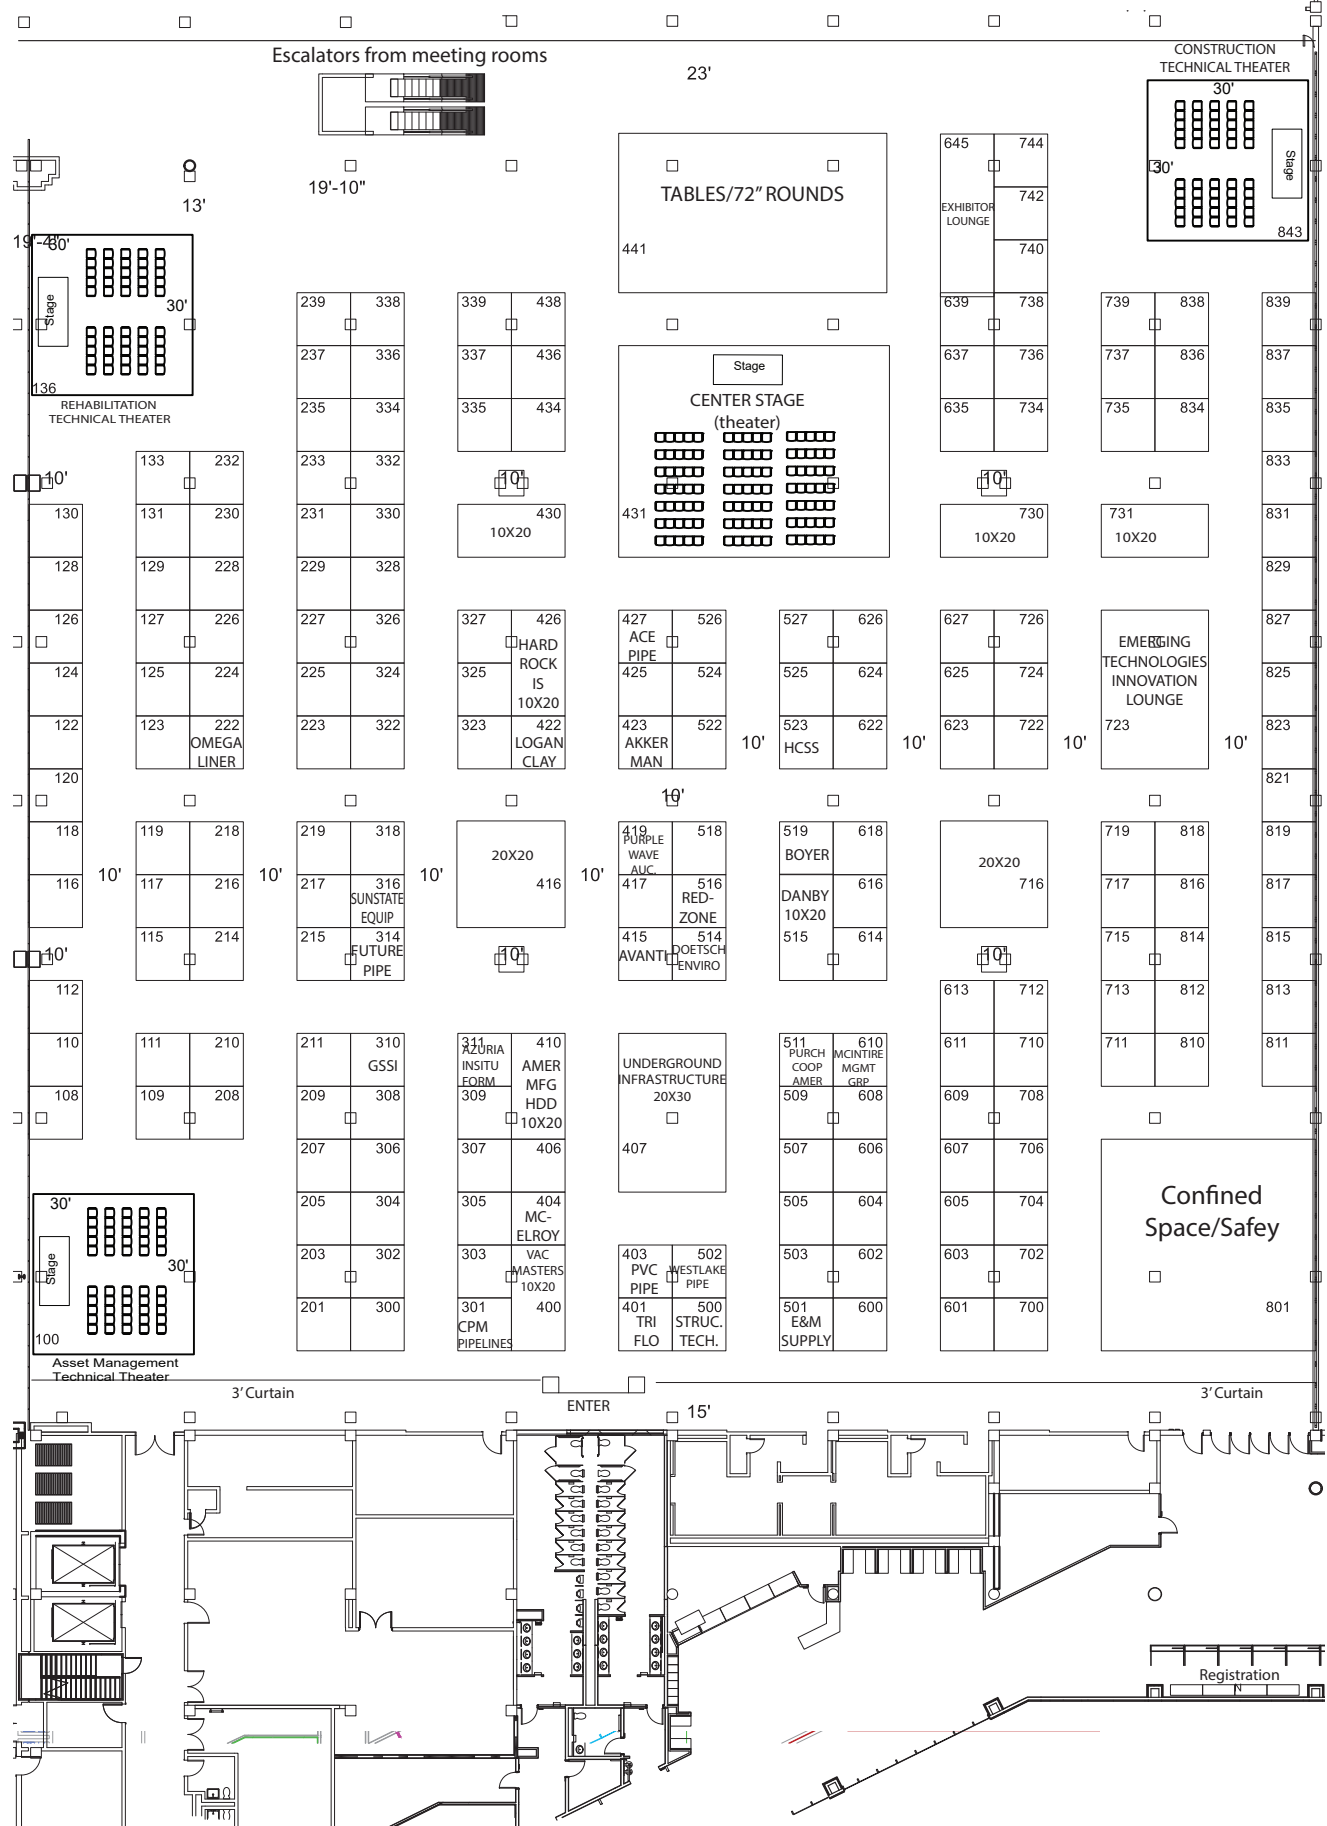 Escalators from meeting rooms
23'
CONSTRUCTION
TECHNICAL THEATER
30'
30'
Stage
843
19'-10"
13'
19'-4"
TABLES/72” ROUNDS
441
645 744
EXHIBITOR
LOUNGE
742
740
30'
30'
Stage
136
REHABILITATION
TECHNICAL THEATER
239 338 339 438 639 738 739 838 839
237 336 337 436 637 736 737 836 837
235 334 335 434 635 734 735 834 835
Stage
CENTER STAGE
(theater)
431
133 232 233 332 833
10' 10' 10'
130 131 230 231 330 430 730 731 831
10X20 10X20 10X20
128 129 228 229 328 829
126 127 226 227 326 327 426 427 526 527 626 627 726 827
HARD
ROCK
IS
10X20
ACE
PIPE
EMERGING
TECHNOLOGIES
INNOVATION
LOUNGE
723
124 125 224 225 324 325 425 524 525 624 625 724 825
122 123 222 223 322 323 422 423 522 523 622 623 722 823
OMEGA
LINER
LOGAN
CLAY
AKKER
MAN
HCSS
10' 10' 10' 10'
120 821
10'
118 119 218 219 318 419 518 519 618 719 818 819
PURPLE
WAVE
AUC.
BOYER
20X20
416
20X20
716
10' 10' 10' 10'
116 117 216 217 316 417 516 616 717 816 817
SUNSTATE
EQUIP
RED-
ZONE
DANBY
10X20
515
10' 115 214 215 314 10' 415 514 614 10' 715 814 815
FUTURE
PIPE
AVANTI
DOETSCH
ENVIRO
112 613 712 713 812 813
110 111 210 211 310 311 410 511 610 611 710 711 810 811
GSSI
AZURIA
INSITU
FORM
AMER
MFG
HDD
10X20
UNDERGROUND
INFRASTRUCTURE
20X30
407
PURCH
COOP
AMER
MCINTIRE
MGMT
GRP
108 109 208 209 308 309 509 608 609 708
207 306 307 406 507 606 607 706
205 304 305 404 505 604 605 704
MC-
ELROY
Confined
Space/Safey
801
30'
30'
Stage
100
Asset Management
Technical Theater
203 302 303 403 502 503 602 603 702
VAC
MASTERS
10X20
400
PVC
PIPE
WESTLAKE
PIPE
201 300 301 401 500 501 600 601 700
CPM
PIPELINES
TRI
FLO
STRUC.
TECH.
E&M
SUPPLY
3’ Curtain
ENTER
15'
3’ Curtain
Registration
N